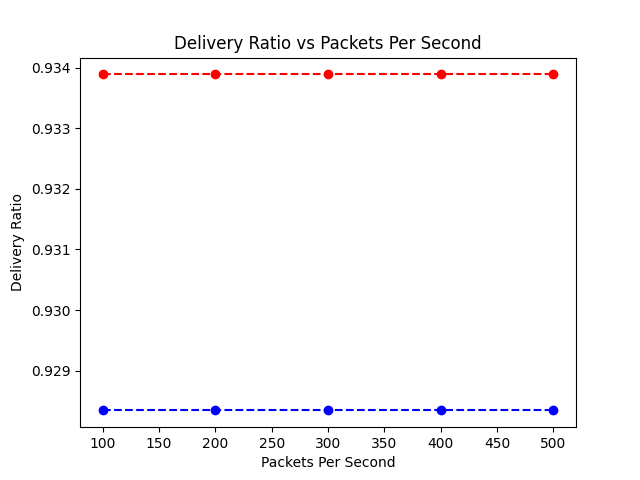 Delivery Ratio vs Packets Per Second
0.934
0.933
0.932
0.931
0.930
0.929
Delivery Ratio
100 150 200 250 300 350 400 450 500
Packets Per Second